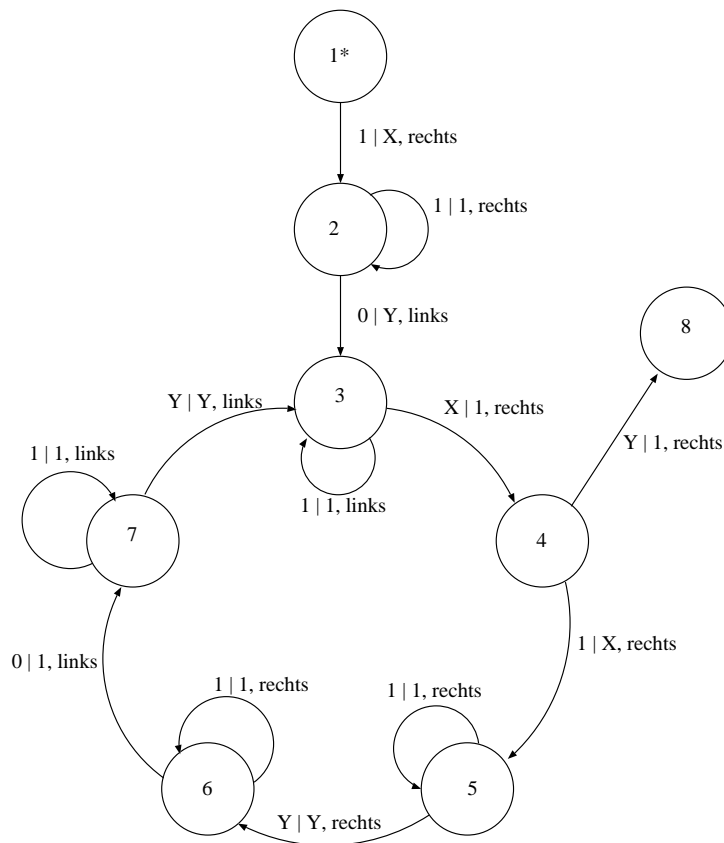 1*
1 | X, rechts
2
1 | 1, rechts
0 | Y, links
8
3
Y | Y, links
X | 1, rechts
Y | 1, rechts
1 | 1, links
1 | 1, links
7
4
1 | X, rechts
0 | 1, links
1 | 1, rechts
1 | 1, rechts
6
5
Y | Y, rechts